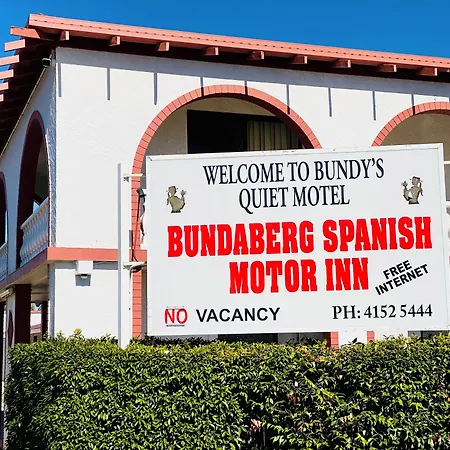 WELCOME TO BUNDY'S
QUIET MOTEL
BUNDABERG SPANISH
MOTOR INN
FREE
INTERNET
NO VACANCY
PH: 4152 5444